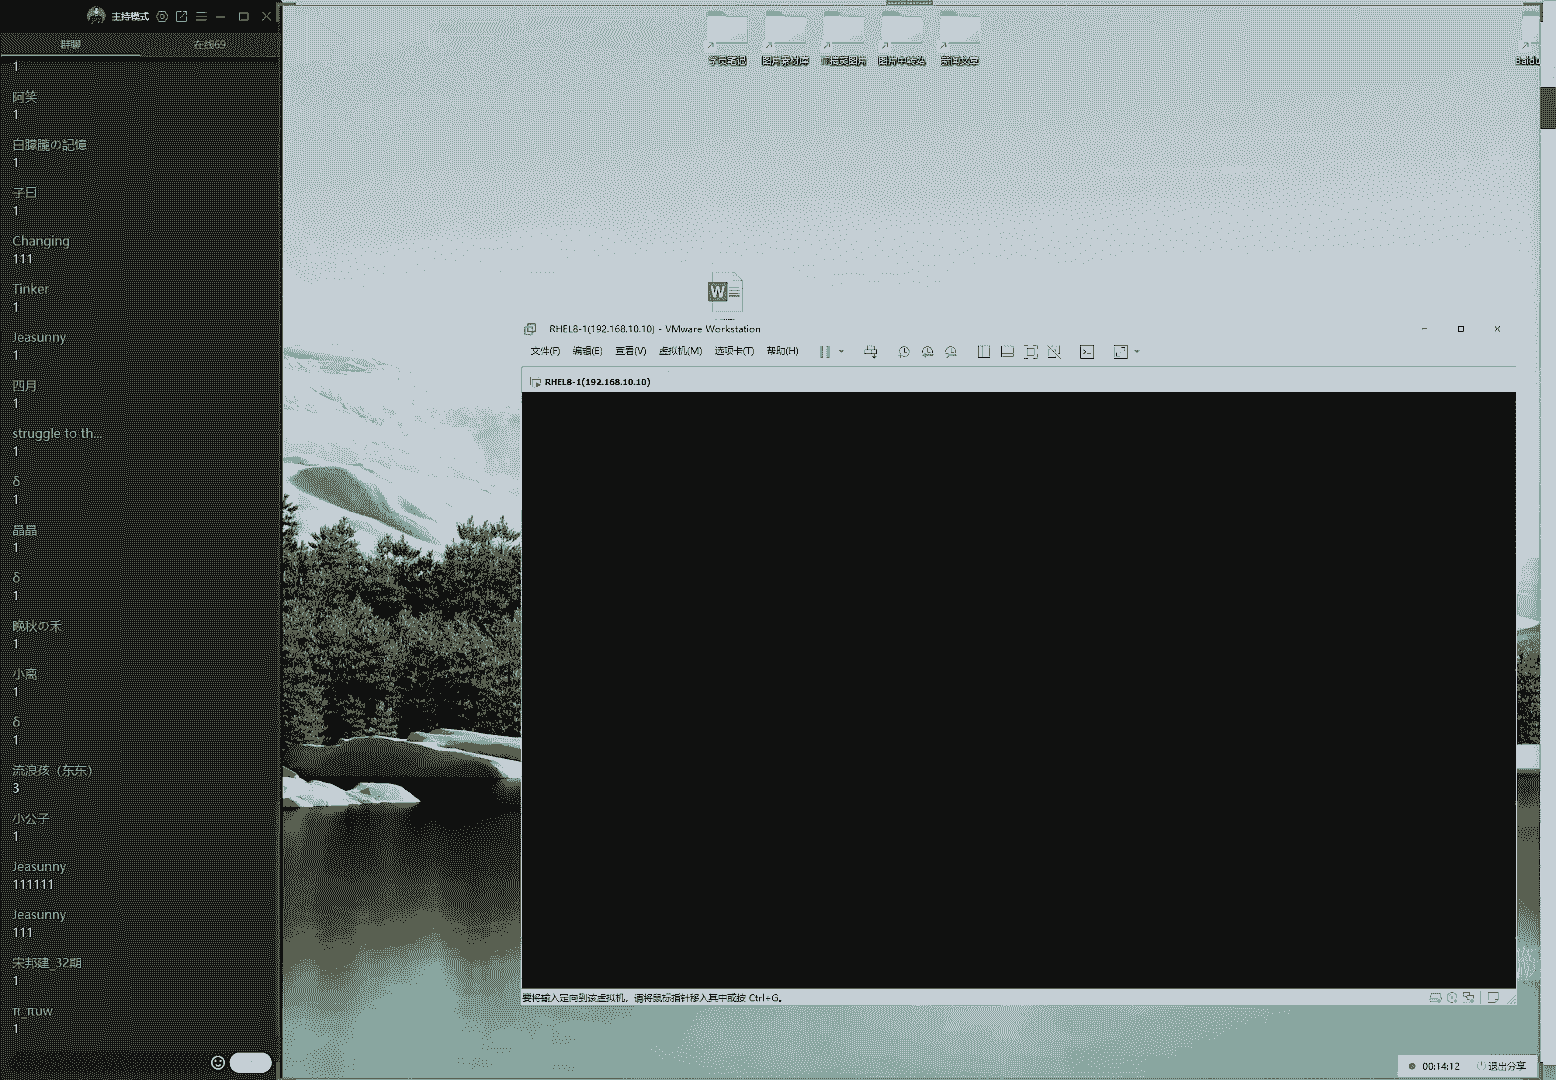 主持模式
群聊
在线69
1
阿笑
1
白朦朧の記憶
1
子曰
1
Changing
111
Tinker
1
Jeasunny
1
四月
1
struggle to th...
1
δ
1
晶晶
1
δ
1
晚秋の禾
1
小离
1
δ
1
流浪孩（东东）
3
小公子
1
Jeasunny
111111
Jeasunny
111
宋邦建_32期
1
π_πuw
1
学员笔记
图片素材库
图片中转站
新闻文章
Baidu
W
RHEL8-1(192.168.10.10) - VMware Workstation
文件(F) 编辑(E) 查看(V) 虚拟机(M) 选项卡(T) 帮助(H)
RHEL8-1(192.168.10.10)
要将输入定向到该虚拟机，请将鼠标指针移入其中或按 Ctrl+G。
00:14:12 退出分享